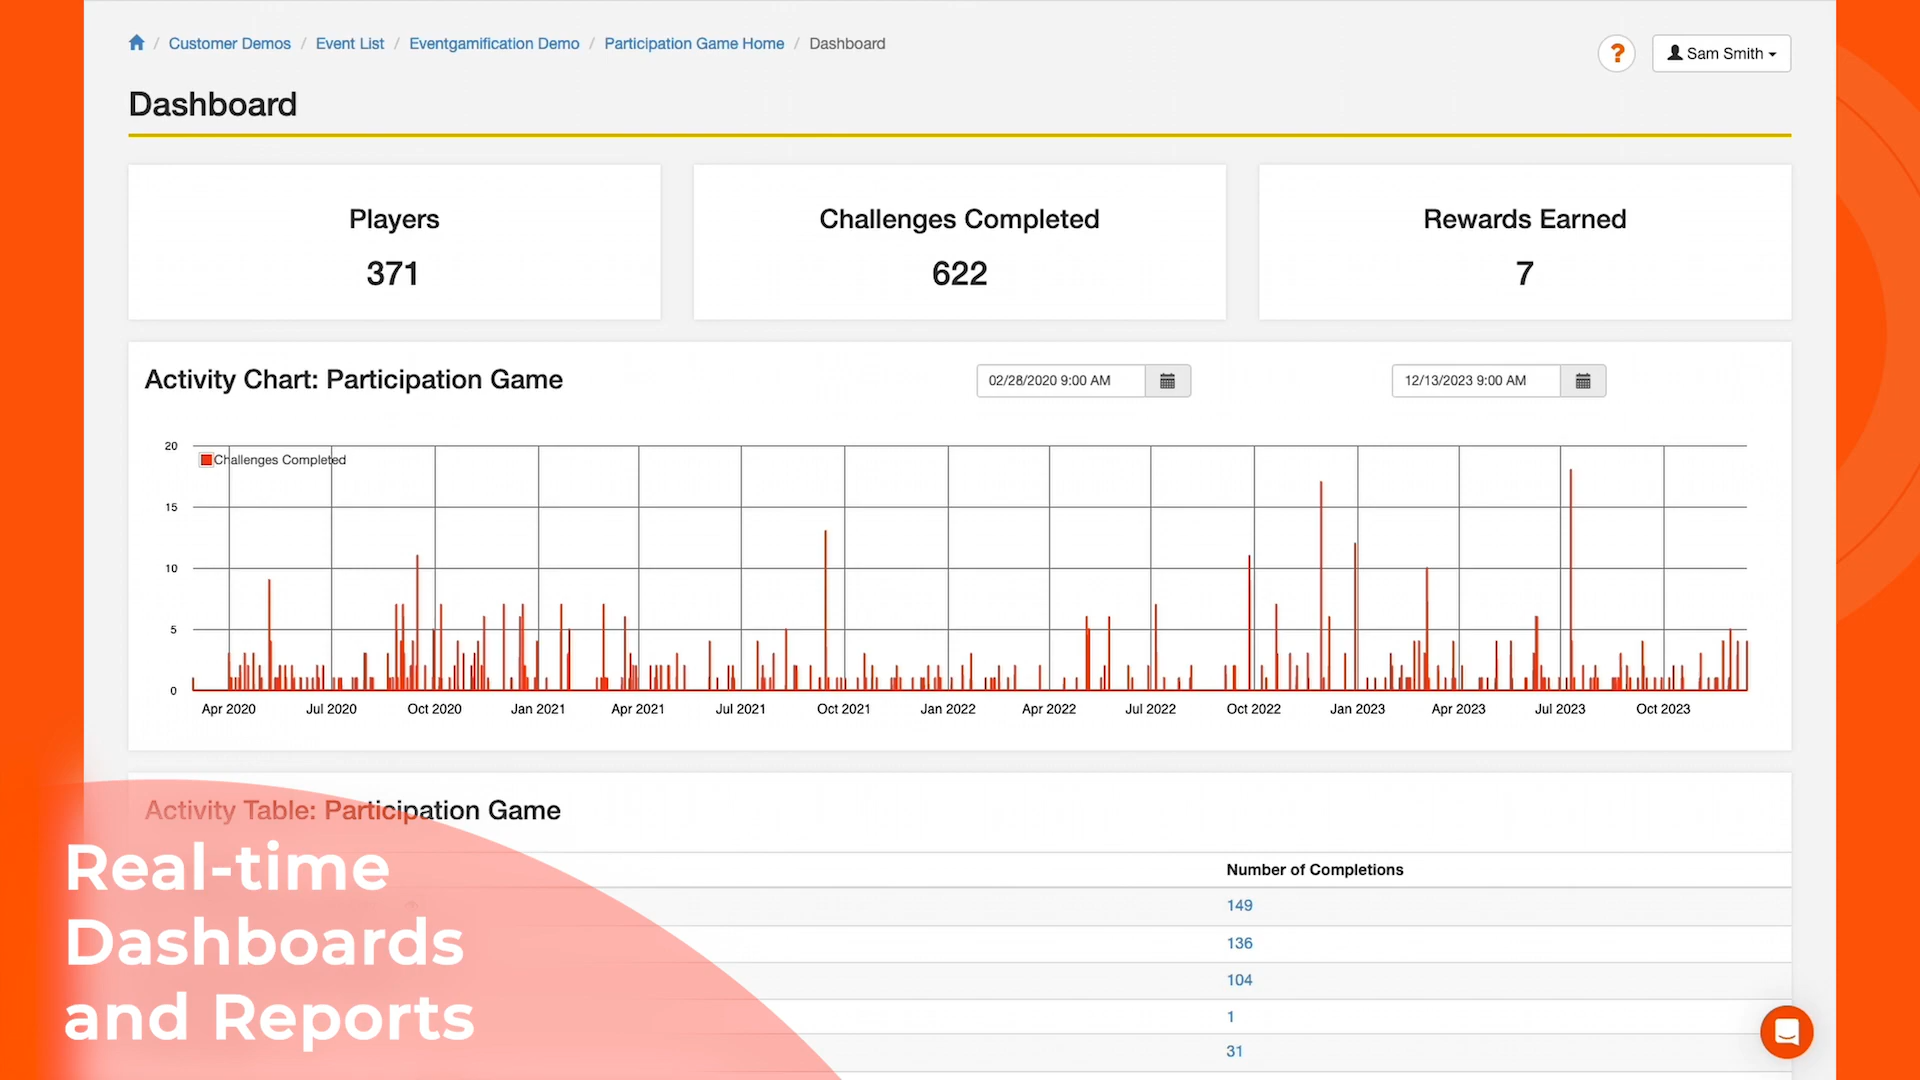 Customer Demos / Event List / Eventgamification Demo / Participation Game Home / Dashboard
? Sam Smith
Dashboard
Players
371
Challenges Completed
622
Rewards Earned
7
Activity Chart: Participation Game
02/28/2020 9:00 AM
12/13/2023 9:00 AM
Challenges Completed
20
15
10
5
0
Apr 2020 Jul 2020 Oct 2020 Jan 2021 Apr 2021 Jul 2021 Oct 2021 Jan 2022 Apr 2022 Jul 2022 Oct 2022 Jan 2023 Apr 2023 Jul 2023 Oct 2023
Activity Table: Participation Game
Number of Completions
149
136
104
1
31
Real-time
Dashboards
and Reports